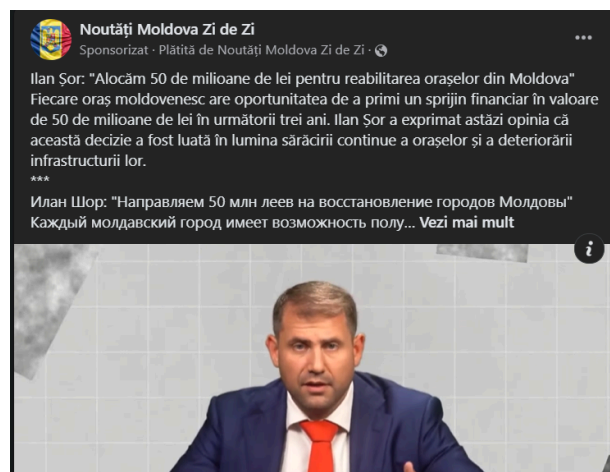 Noutăți Moldova Zi de Zi
Sponsorizat · Plătită de Noutăți Moldova Zi de Zi ·
Ilan Șor: "Alocăm 50 de milioane de lei pentru reabilitarea orașelor din Moldova"
Fiecare oraș moldovenesc are oportunitatea de a primi un sprijin financiar în valoare
de 50 de milioane de lei în următorii trei ani. Ilan Șor a exprimat astăzi opinia că
această decizie a fost luată în lumina sărăcirii continue a orașelor și a deteriorării
infrastructurii lor.
***
Илан Шор: "Направляем 50 млн леев на восстановление городов Молдовы"
Каждый молдавский город имеет возможность полу... Vezi mai mult